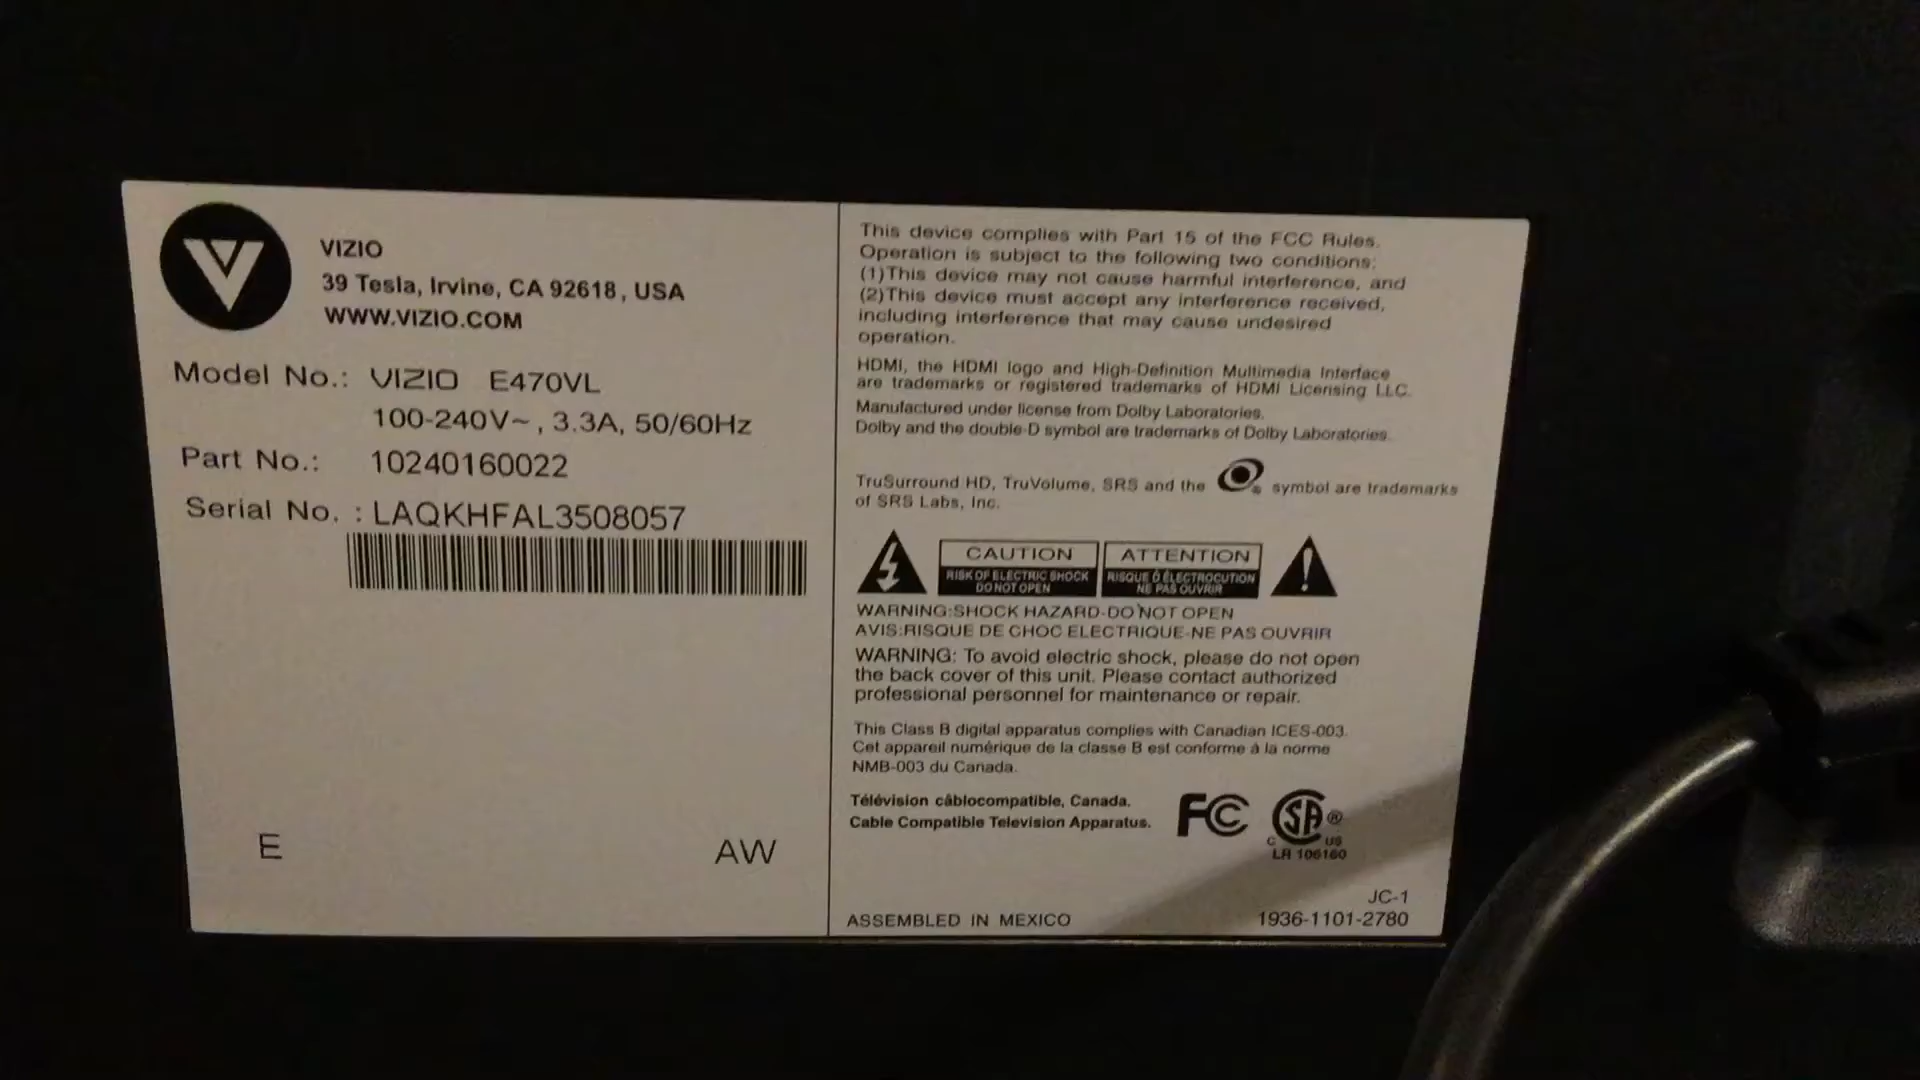 VIZIO
39 Tesla, Irvine, CA 92618, USA
WWW.VIZIO.COM
Model No.: VIZIO E470VL
100-240V~, 3.3A, 50/60Hz
Part No.: 10240160022
Serial No. : LAQKHFAL3508057
E
AW
This device complies with Part 15 of the FCC Rules.
Operation is subject to the following two conditions:
(1)This device may not cause harmful interference, and
(2)This device must accept any interference received,
including interference that may cause undesired
operation.
HDMI, the HDMI logo and High-Definition Multimedia Interface
are trademarks or registered trademarks of HDMI Licensing LLC.
Manufactured under license from Dolby Laboratories.
Dolby and the double-D symbol are trademarks of Dolby Laboratories.
TruSurround HD, TruVolume, SRS and the symbol are trademarks
of SRS Labs, Inc.
CAUTION
RISK OF ELECTRIC SHOCK
DO NOT OPEN
ATTENTION
RISQUE D'ÉLECTROCUTION
NE PAS OUVRIR
WARNING:SHOCK HAZARD-DO NOT OPEN
AVIS:RISQUE DE CHOC ELECTRIQUE-NE PAS OUVRIR
WARNING: To avoid electric shock, please do not open
the back cover of this unit. Please contact authorized
professional personnel for maintenance or repair.
This Class B digital apparatus complies with Canadian ICES-003.
Cet appareil numérique de la classe B est conforme à la norme
NMB-003 du Canada.
Télévision câblocompatible, Canada.
Cable Compatible Television Apparatus.
FC
SA®
C US
LR 106160
JC-1
ASSEMBLED IN MEXICO
1936-1101-2780